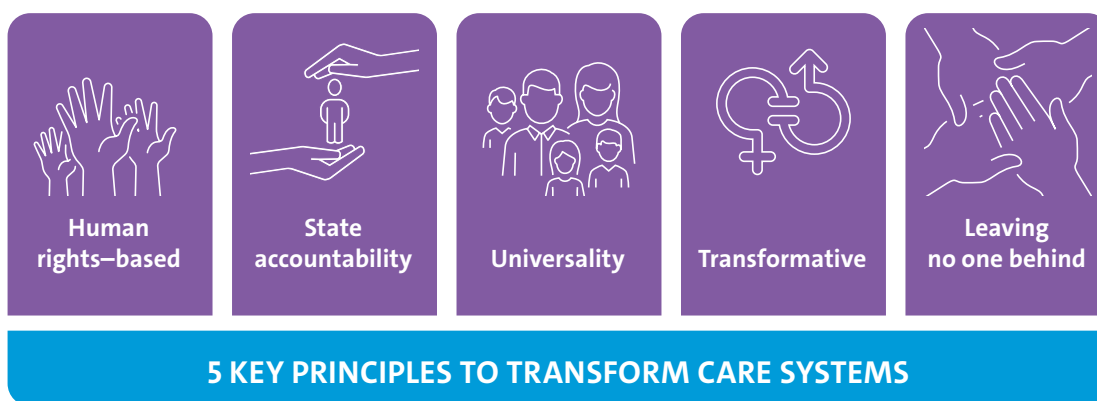 Human
rights–based
State
accountability
Universality
Transformative
Leaving
no one behind
5 KEY PRINCIPLES TO TRANSFORM CARE SYSTEMS